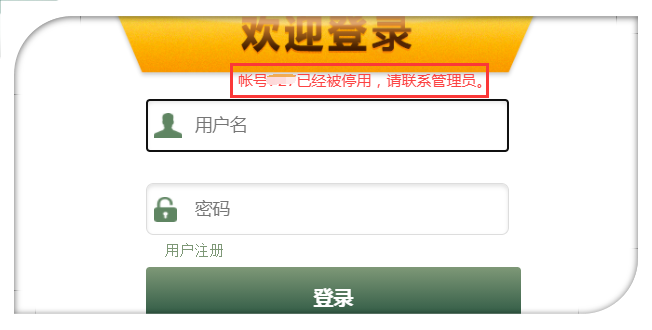 欢迎登录
帐号 已经被停用，请联系管理员。
用户名
密码
用户注册
登录